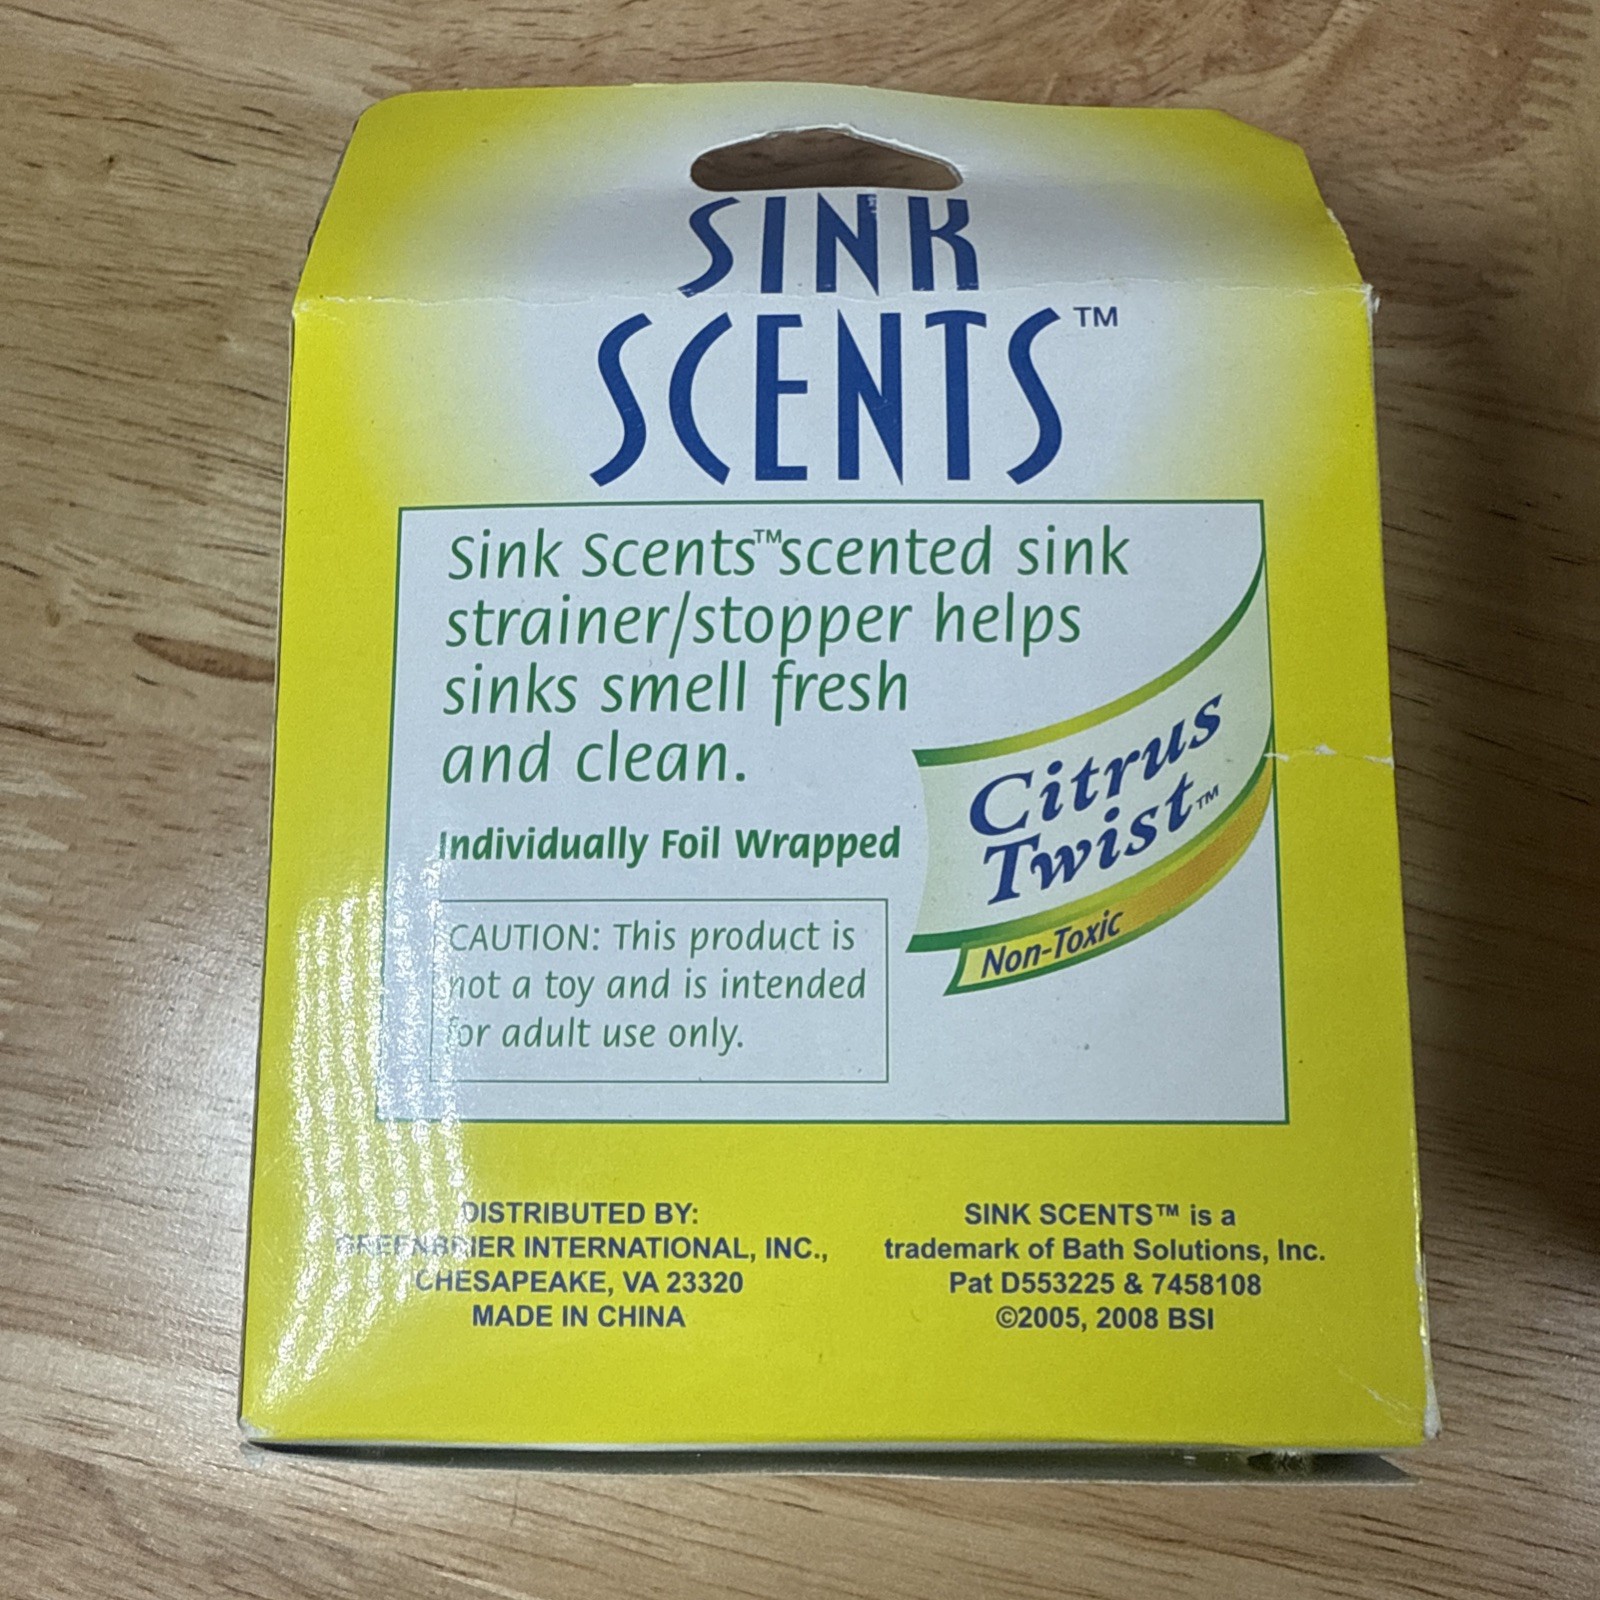 SINK
SCENTS™
Sink Scents™scented sink
strainer/stopper helps
sinks smell fresh
and clean.
Individually Foil Wrapped
Citrus
Twist™
Non-Toxic
CAUTION: This product is
not a toy and is intended
for adult use only.
DISTRIBUTED BY:
GREENBRIER INTERNATIONAL, INC.,
CHESAPEAKE, VA 23320
MADE IN CHINA
SINK SCENTS™ is a
trademark of Bath Solutions, Inc.
Pat D553225 & 7458108
©2005, 2008 BSI